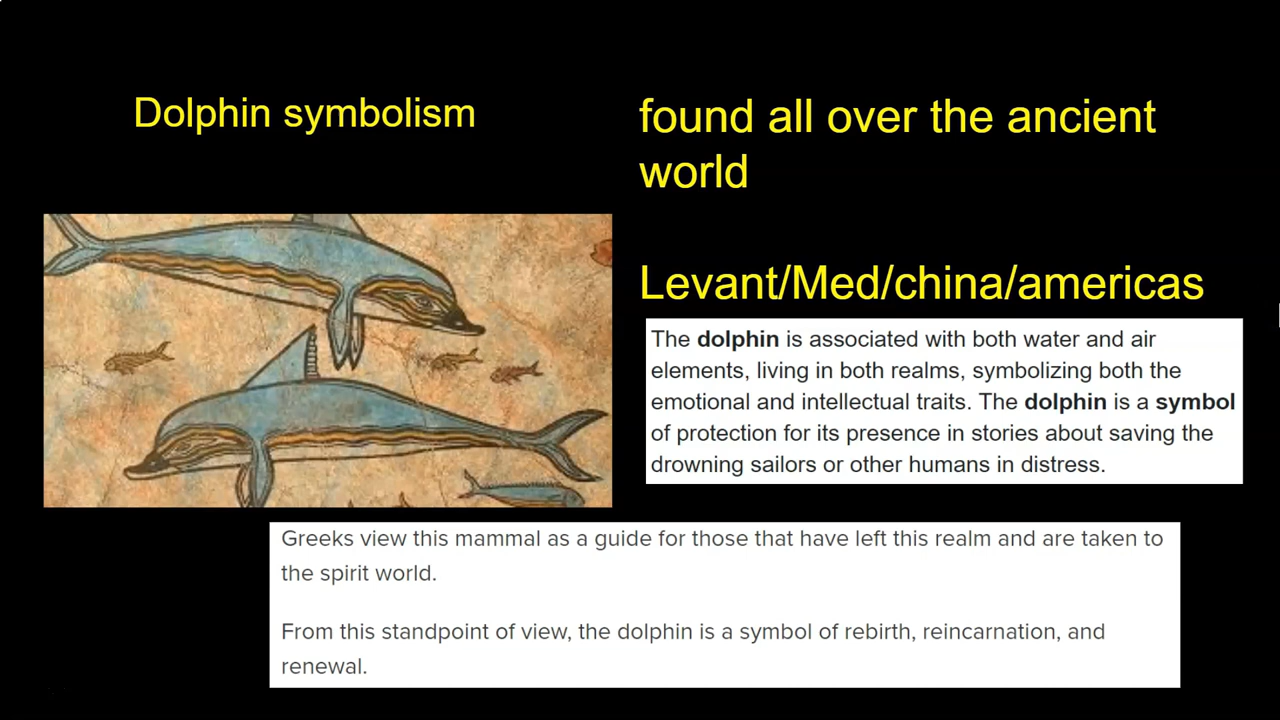 Dolphin symbolism
found all over the ancient
world
Levant/Med/china/americas
The dolphin is associated with both water and air
elements, living in both realms, symbolizing both the
emotional and intellectual traits. The dolphin is a symbol
of protection for its presence in stories about saving the
drowning sailors or other humans in distress.
Greeks view this mammal as a guide for those that have left this realm and are taken to
the spirit world.
From this standpoint of view, the dolphin is a symbol of rebirth, reincarnation, and
renewal.